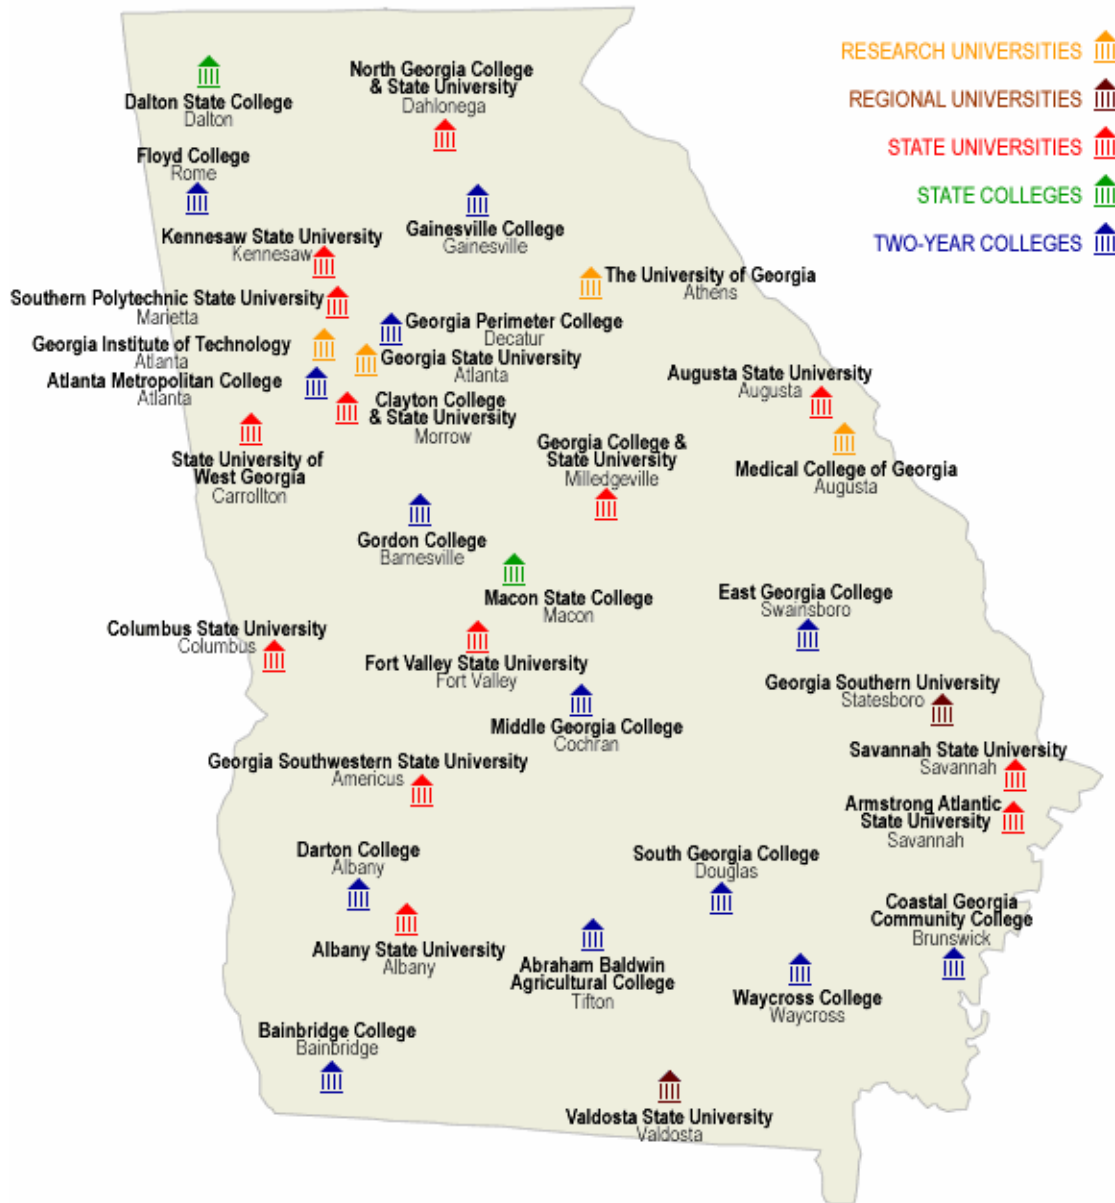 RESEARCH UNIVERSITIES
REGIONAL UNIVERSITIES
STATE UNIVERSITIES
STATE COLLEGES
TWO-YEAR COLLEGES
Dalton State College
Dalton
North Georgia College
& State University
Dahlonega
Floyd College
Rome
Gainesville College
Gainesville
Kennesaw State University
Kennesaw
The University of Georgia
Athens
Southern Polytechnic State University
Marietta
Georgia Perimeter College
Decatur
Georgia Institute of Technology
Atlanta
Georgia State University
Atlanta
Atlanta Metropolitan College
Atlanta
Clayton College
& State University
Morrow
Augusta State University
Augusta
State University of
West Georgia
Carrollton
Georgia College &
State University
Milledgeville
Medical College of Georgia
Augusta
Gordon College
Barnesville
Macon State College
Macon
East Georgia College
Swainsboro
Columbus State University
Columbus
Fort Valley State University
Fort Valley
Georgia Southern University
Statesboro
Middle Georgia College
Cochran
Georgia Southwestern State University
Americus
Savannah State University
Savannah
Armstrong Atlantic
State University
Savannah
Darton College
Albany
South Georgia College
Douglas
Coastal Georgia
Community College
Brunswick
Albany State University
Albany
Abraham Baldwin
Agricultural College
Tifton
Waycross College
Waycross
Bainbridge College
Bainbridge
Valdosta State University
Valdosta